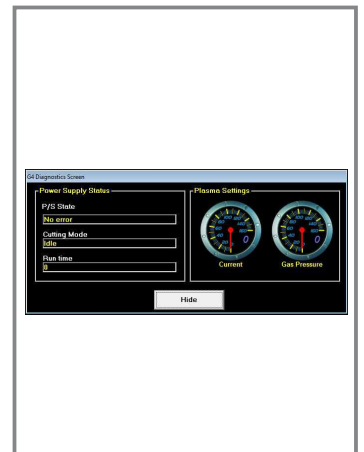 G4 Diagnostics Screen
Power Supply Status
P/S State
No error
Cutting Mode
Idle
Run time
0
Plasma Settings
0
Current
0
Gas Pressure
Hide